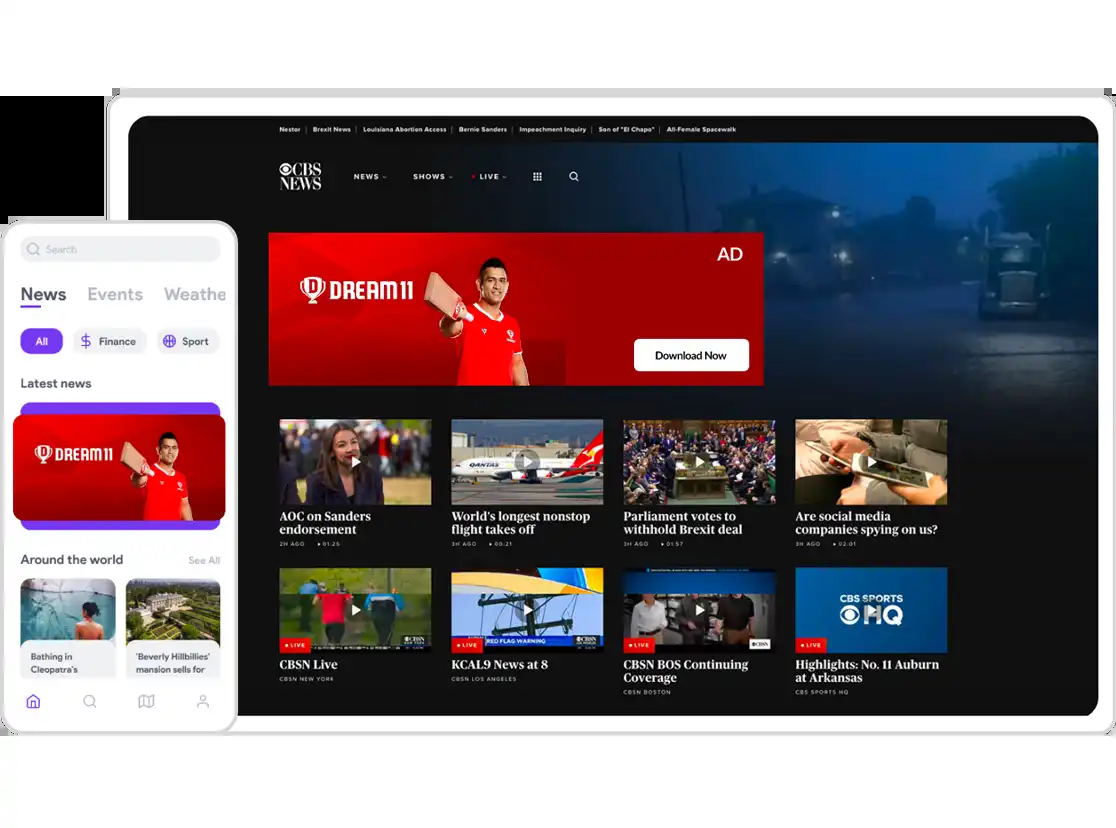 Nestor | Brexit News | Louisiana Abortion Access | Bernie Sanders | Impeachment Inquiry | Son of "El Chapo" | All-Female Spacewalk
CBS NEWS
NEWS
SHOWS
LIVE
AD
DREAM11
Download Now
AOC on Sanders
endorsement
2H AGO 01:25
World's longest nonstop
flight takes off
3H AGO 00:21
Parliament votes to
withhold Brexit deal
3H AGO 01:57
Are social media
companies spying on us?
3H AGO 02:01
QANTAS
LIVE
CBSN
CBSN Live
CBSN NEW YORK
LIVE
RED FLAG WARNING
CBSN
KCAL9 News at 8
CBSN LOS ANGELES
LIVE
CBSN
CBSN BOS Continuing
Coverage
CBSN BOSTON
CBS SPORTS
HQ
LIVE
Highlights: No. 11 Auburn
at Arkansas
CBS SPORTS HQ
Search
News
Events
Weathe
All
Finance
Sport
Latest news
DREAM11
Around the world
See All
Bathing in
Cleopatra's
'Beverly Hillbillies'
mansion sells for